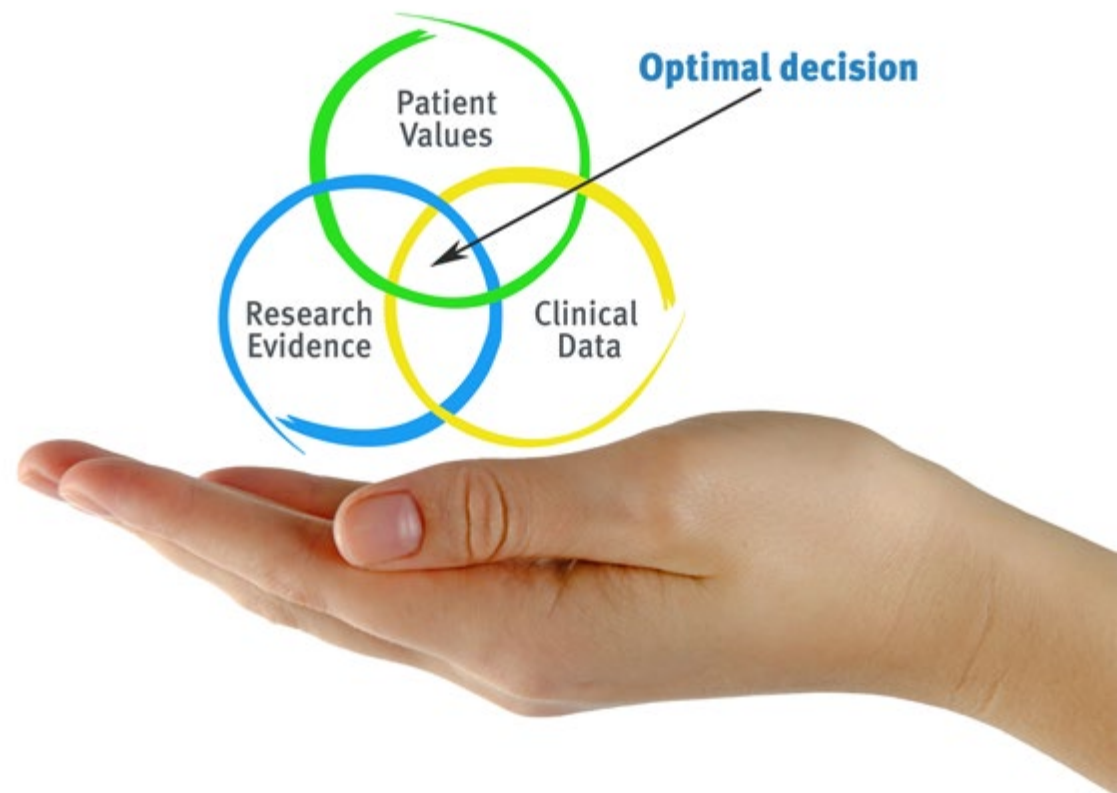 Optimal decision
Patient
Values
Research
Evidence
Clinical
Data